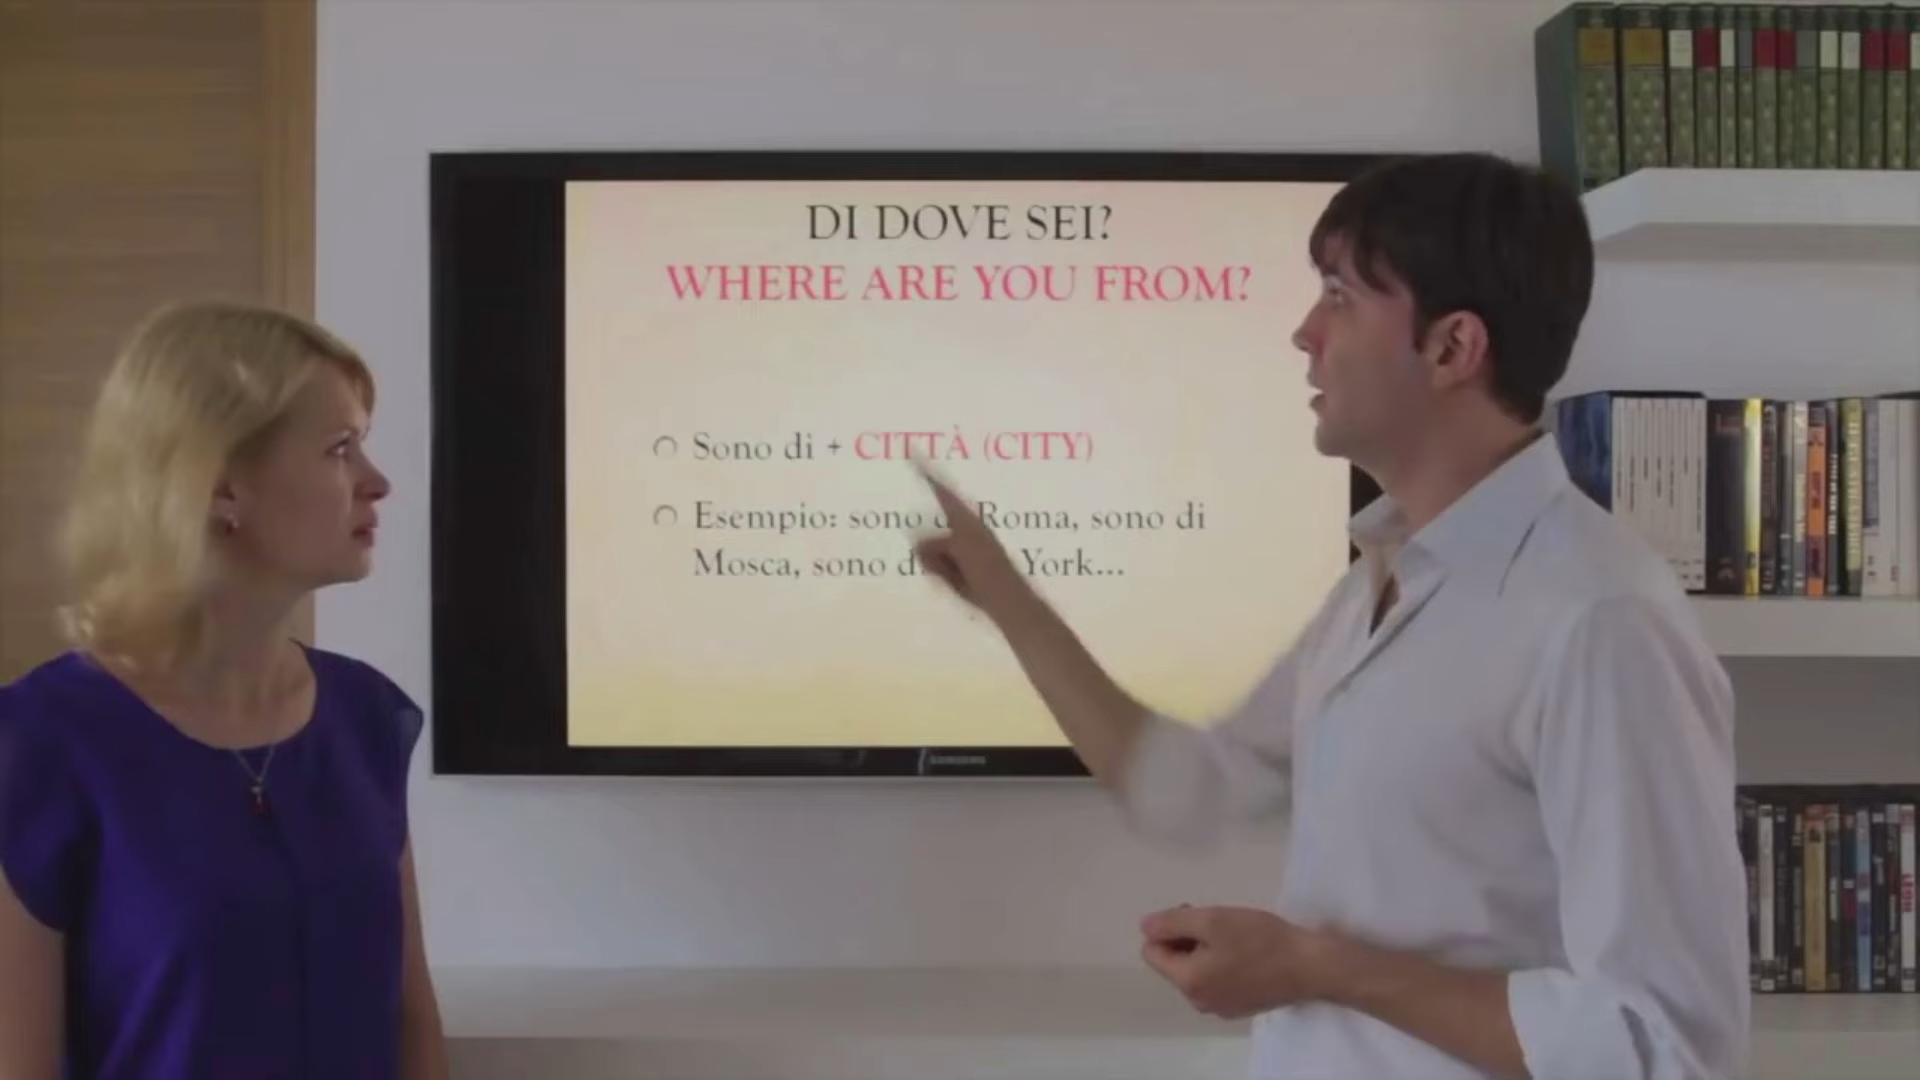 DI DOVE SEI?
WHERE ARE YOU FROM?
Sono di + CITTÀ (CITY)
Esempio: sono d Roma, sono di
Mosca, sono d York...
SAMSUNG